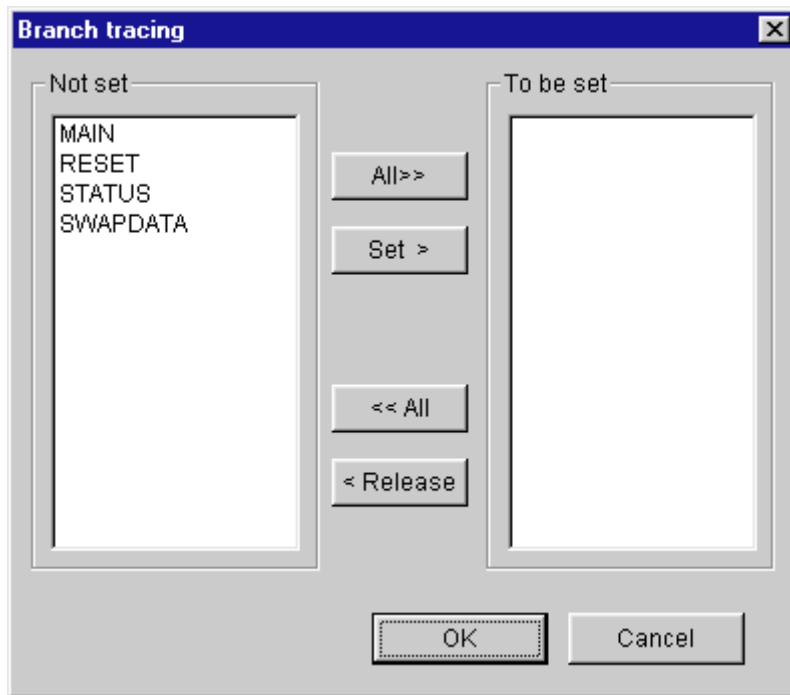 Branch tracing
Not set
To be set
MAIN
RESET
STATUS
SWAPDATA
All>>
Set >
<< All
< Release
OK
Cancel